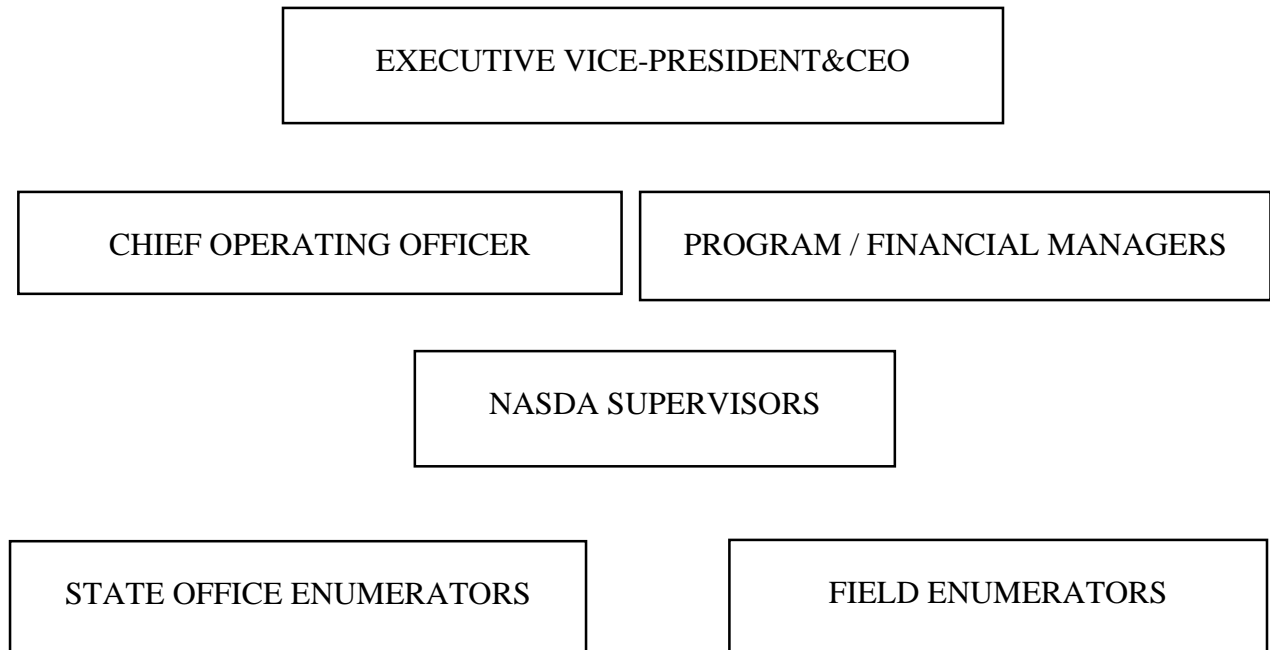 EXECUTIVE VICE-PRESIDENT&CEO
CHIEF OPERATING OFFICER
PROGRAM / FINANCIAL MANAGERS
NASDA SUPERVISORS
STATE OFFICE ENUMERATORS
FIELD ENUMERATORS